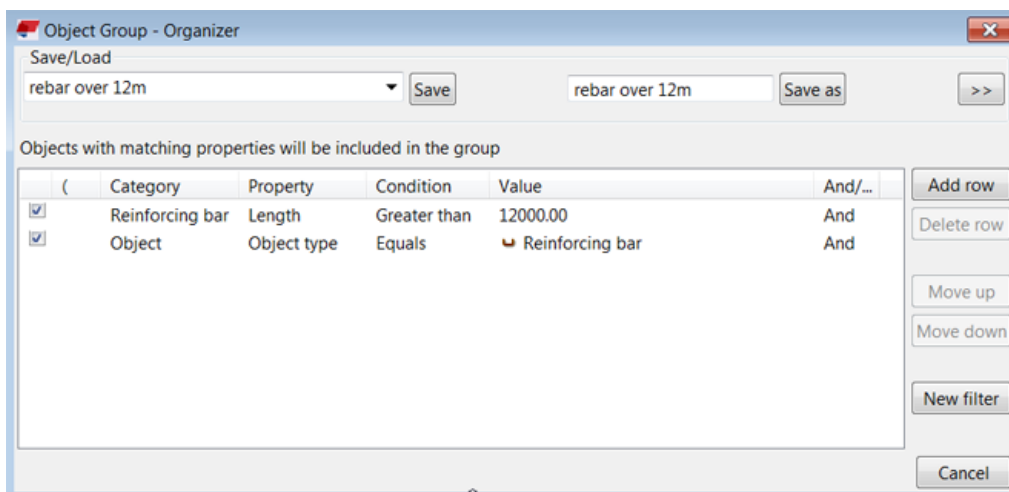 Object Group - Organizer
Save/Load
rebar over 12m Save rebar over 12m Save as >>
Objects with matching properties will be included in the group
( Category Property Condition Value And/... Add row
Reinforcing bar Length Greater than 12000.00 And
Delete row
Object Object type Equals Reinforcing bar And
Move up
Move down
New filter
Cancel